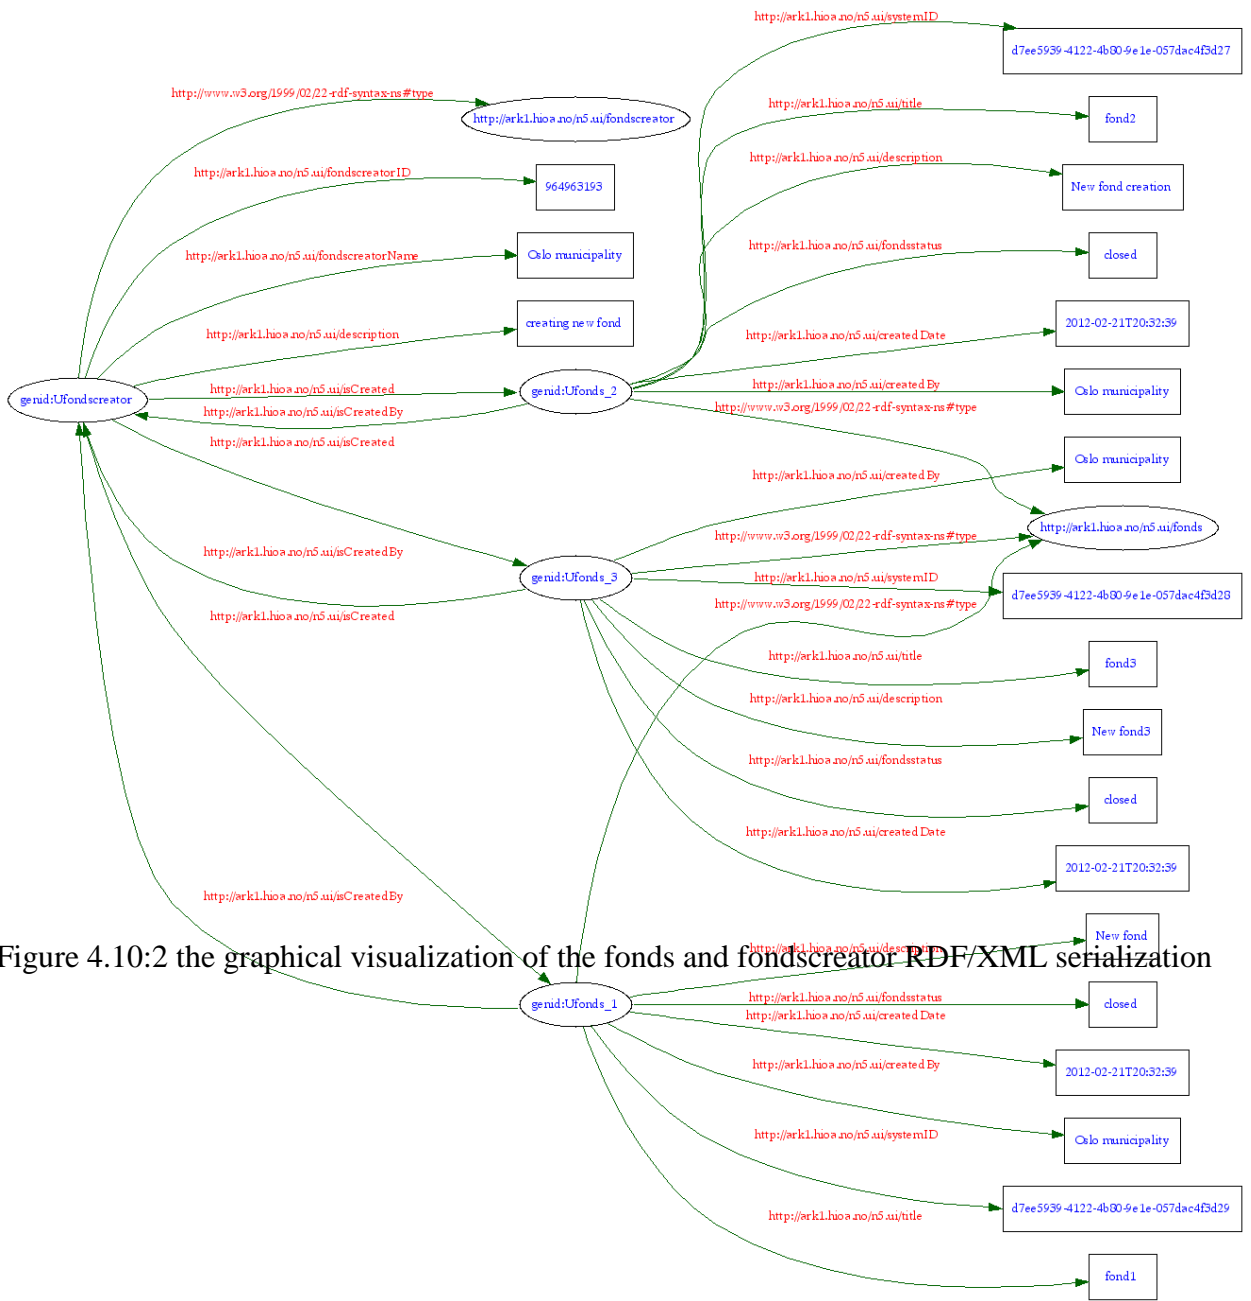 http://ark1.hioa.no/n5.ui/systemID
d7ee5939-4122-4b80-9e1e-057dac4f3d27
http://www.w3.org/1999/02/22-rdf-syntax-ns#type
http://ark1.hioa.no/n5.ui/fondscreator
http://ark1.hioa.no/n5.ui/title
fond2
http://ark1.hioa.no/n5.ui/description
New fond creation
http://ark1.hioa.no/n5.ui/fondscreatorID
964963193
http://ark1.hioa.no/n5.ui/fondscreatorName
Oslo municipality
http://ark1.hioa.no/n5.ui/fondsstatus
closed
http://ark1.hioa.no/n5.ui/description
creating new fond
http://ark1.hioa.no/n5.ui/createdDate
2012-02-21T20:32:39
genid:Ufondscreator
http://ark1.hioa.no/n5.ui/isCreated
genid:Ufonds_2
http://ark1.hioa.no/n5.ui/createdBy
Oslo municipality
http://ark1.hioa.no/n5.ui/isCreatedBy
http://www.w3.org/1999/02/22-rdf-syntax-ns#type
http://ark1.hioa.no/n5.ui/isCreated
http://ark1.hioa.no/n5.ui/createdBy
Oslo municipality
http://ark1.hioa.no/n5.ui/fonds
http://ark1.hioa.no/n5.ui/isCreatedBy
http://www.w3.org/1999/02/22-rdf-syntax-ns#type
genid:Ufonds_3
http://ark1.hioa.no/n5.ui/systemID
d7ee5939-4122-4b80-9e1e-057dac4f3d28
http://ark1.hioa.no/n5.ui/isCreated
http://www.w3.org/1999/02/22-rdf-syntax-ns#type
http://ark1.hioa.no/n5.ui/title
fond3
http://ark1.hioa.no/n5.ui/description
New fond3
http://ark1.hioa.no/n5.ui/fondsstatus
closed
http://ark1.hioa.no/n5.ui/createdDate
2012-02-21T20:32:39
http://ark1.hioa.no/n5.ui/isCreatedBy
http://ark1.hioa.no/n5.ui/description
New fond
Figure 4.10:2 the graphical visualization of the fonds and fondscreator RDF/XML serialization
genid:Ufonds_1
http://ark1.hioa.no/n5.ui/fondsstatus
closed
http://ark1.hioa.no/n5.ui/createdDate
2012-02-21T20:32:39
http://ark1.hioa.no/n5.ui/createdBy
Oslo municipality
http://ark1.hioa.no/n5.ui/systemID
d7ee5939-4122-4b80-9e1e-057dac4f3d29
http://ark1.hioa.no/n5.ui/title
fond1